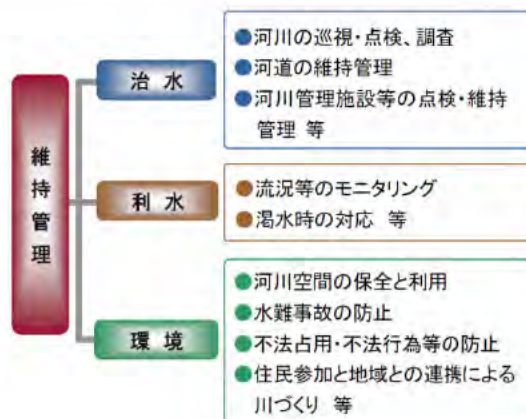 維持管理
治水
●河川の巡視・点検、調査
●河道の維持管理
●河川管理施設等の点検・維持
管理 等
利水
●流況等のモニタリング
●渇水時の対応 等
環境
●河川空間の保全と利用
●水難事故の防止
●不法占用・不法行為等の防止
●住民参加と地域との連携による
川づくり 等